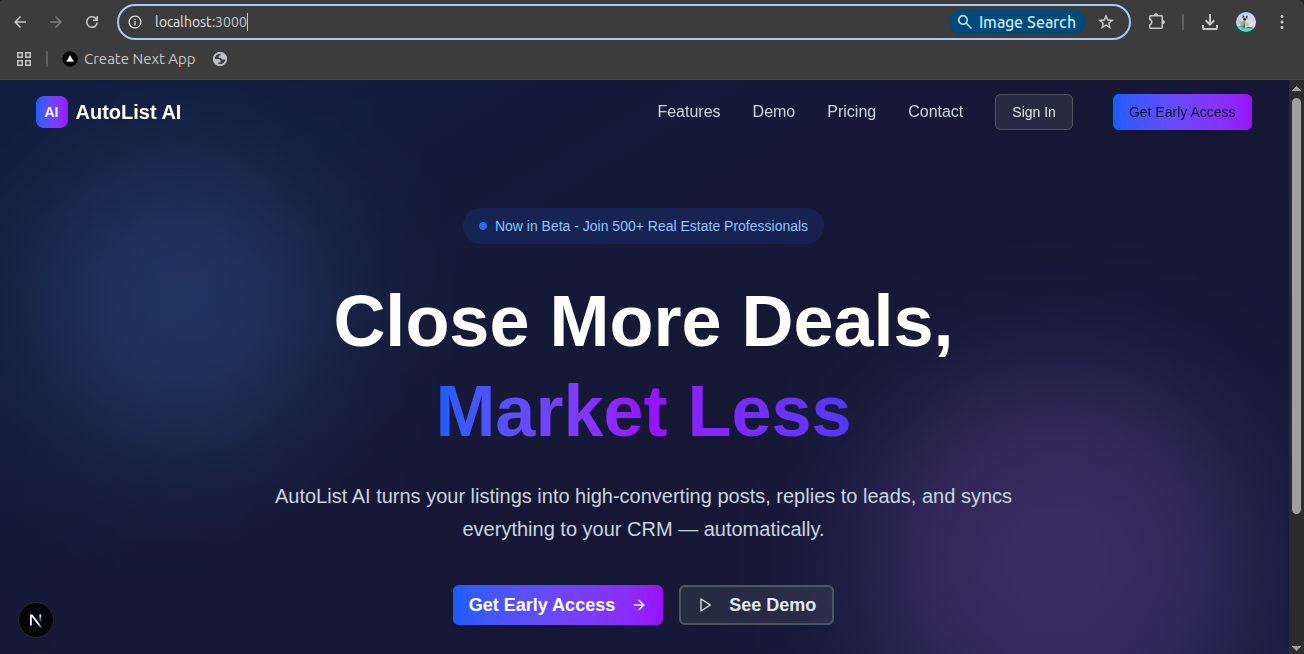 localhost:3000
Image Search
Create Next App
AI AutoList AI
Features Demo Pricing Contact Sign In Get Early Access
Now in Beta - Join 500+ Real Estate Professionals
Close More Deals,
Market Less
AutoList AI turns your listings into high-converting posts, replies to leads, and syncs
everything to your CRM — automatically.
Get Early Access → See Demo
N